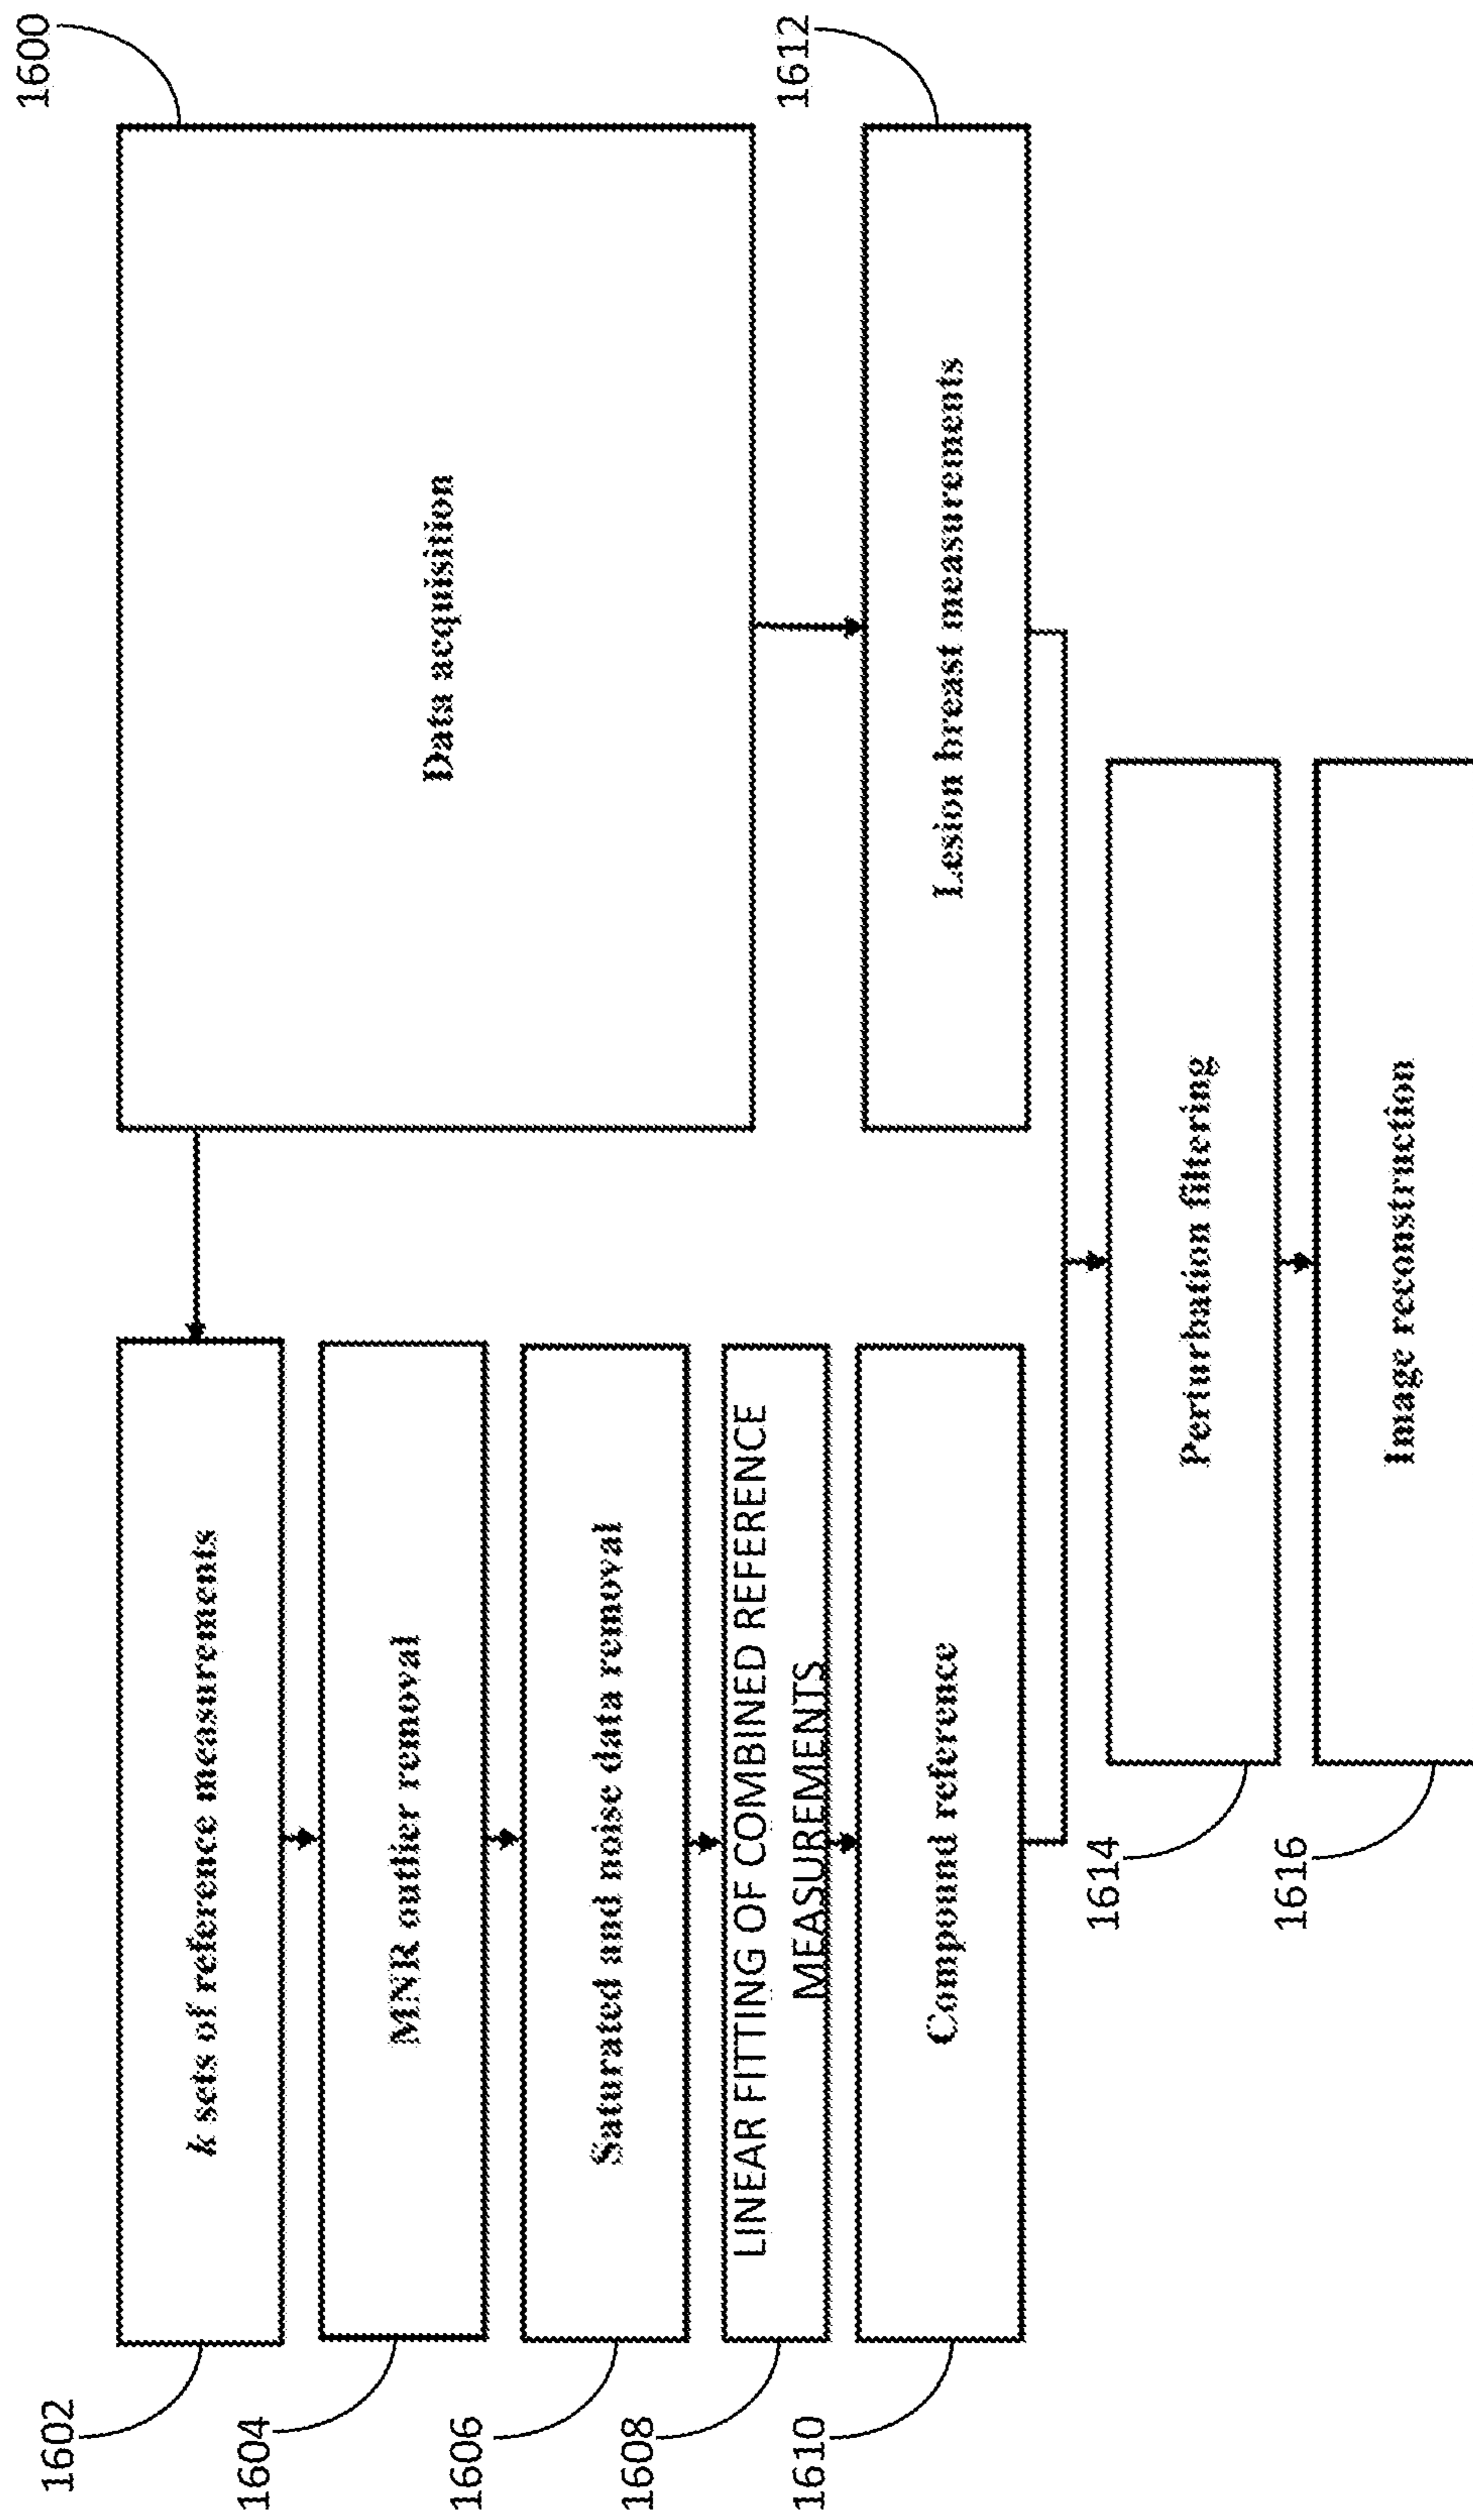 1600
Data acquisition
1602
k sets of reference measurements
1604
MNR outlier removal
1606
Saturated and noise data removal
1608
LINEAR FITTING OF COMBINED REFERENCE
MEASUREMENTS
1610
Compound reference
1612
Lesion breast measurements
1614
Perturbation filtering
1616
Image reconstruction